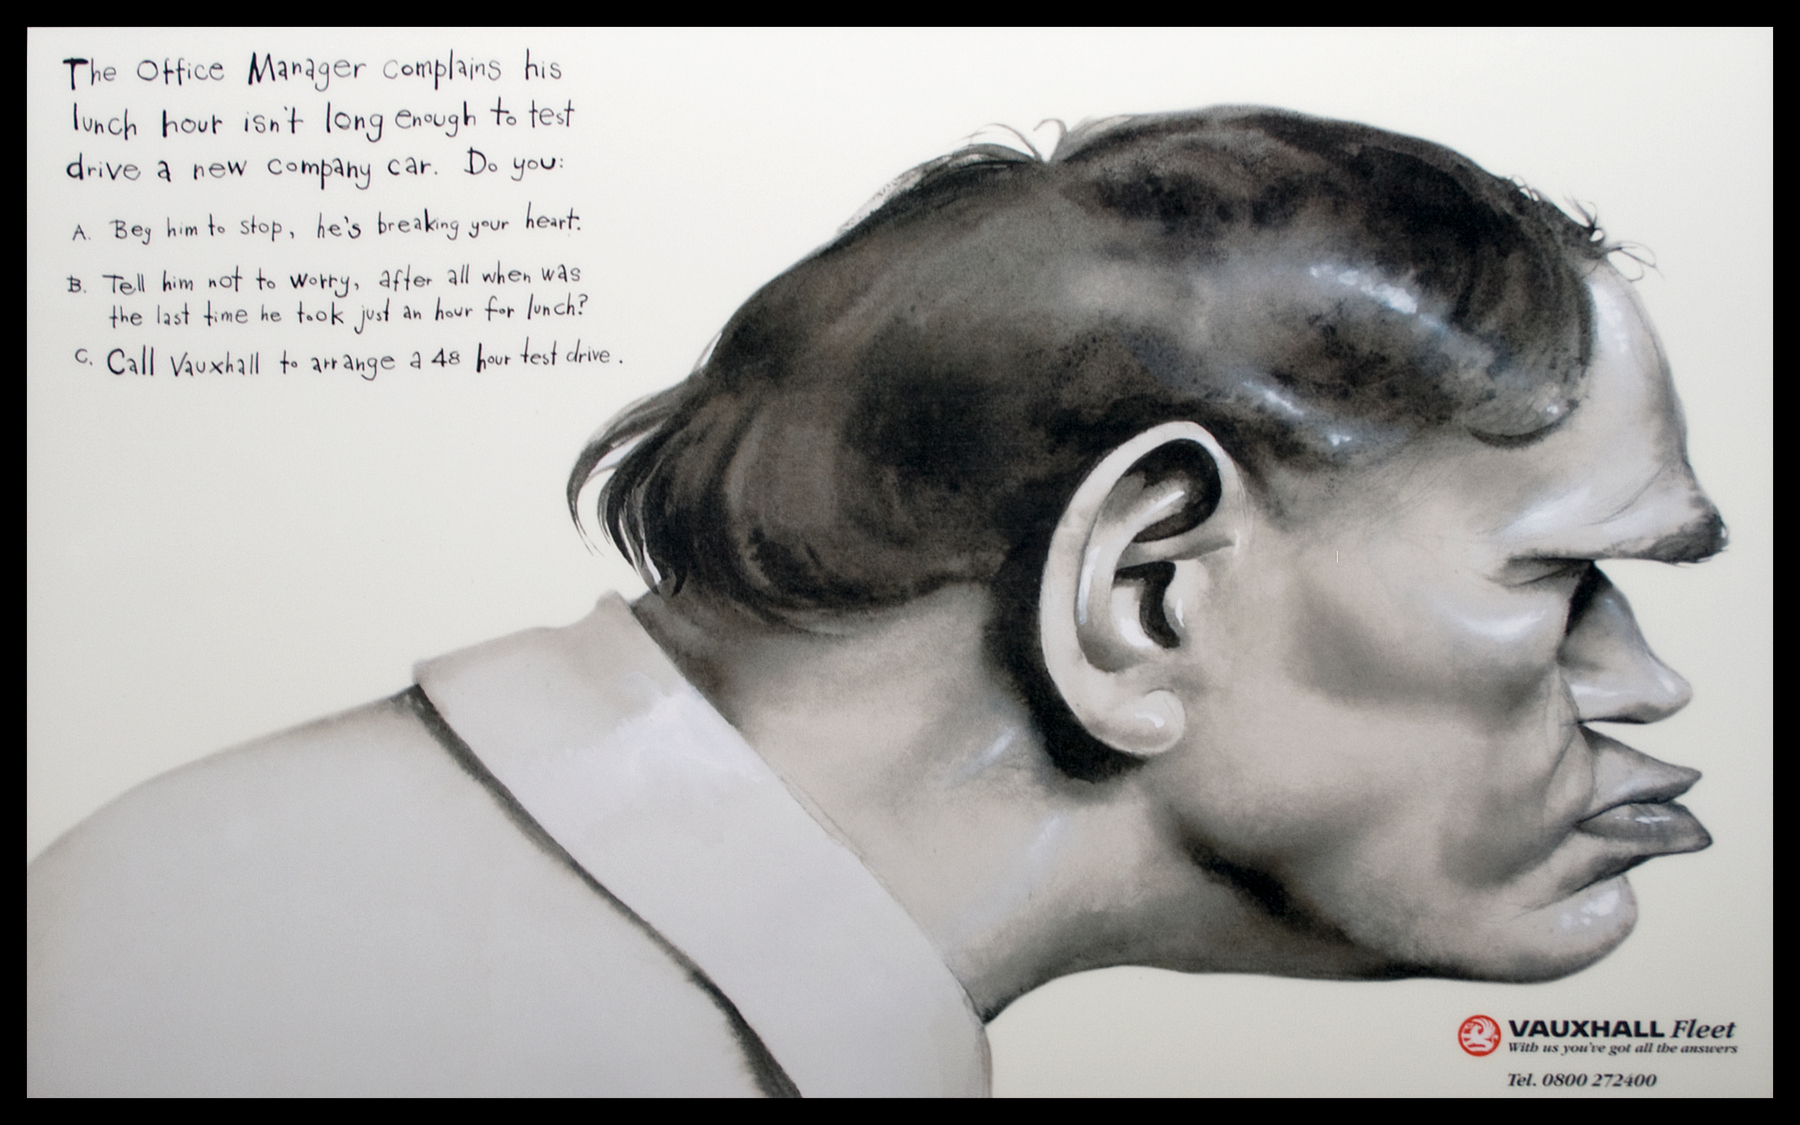 The Office Manager complains his
lunch hour isn't long enough to test
drive a new company car. Do you:
A. Beg him to stop, he's breaking your heart.
B. Tell him not to worry, after all when was
the last time he took just an hour for lunch?
C. Call Vauxhall to arrange a 48 hour test drive.
VAUXHALL Fleet
With us you've got all the answers
Tel. 0800 272400